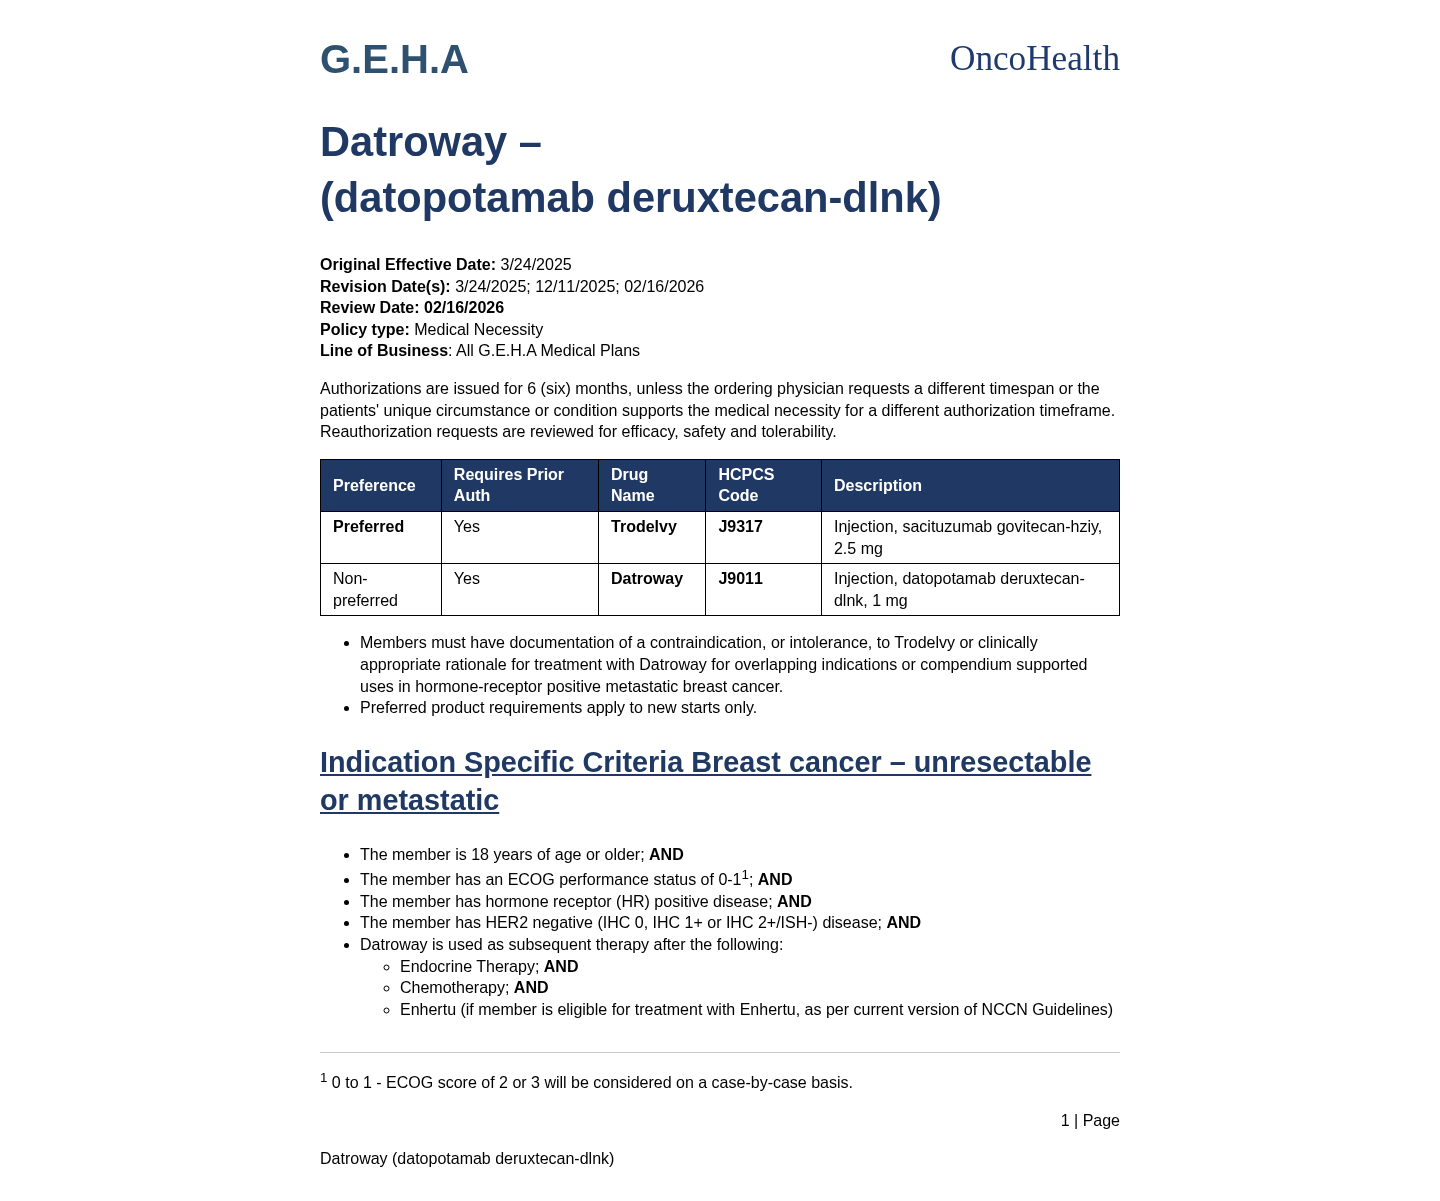 G.E.H.A
OncoHealth
Datroway –
(datopotamab deruxtecan-dlnk)
Original Effective Date: 3/24/2025
Revision Date(s): 3/24/2025; 12/11/2025; 02/16/2026
Review Date: 02/16/2026
Policy type: Medical Necessity
Line of Business: All G.E.H.A Medical Plans
Authorizations are issued for 6 (six) months, unless the ordering physician requests a different timespan or the
patients' unique circumstance or condition supports the medical necessity for a different authorization timeframe.
Reauthorization requests are reviewed for efficacy, safety and tolerability.
Preference | Requires Prior Auth | Drug Name | HCPCS Code | Description
Preferred | Yes | Trodelvy | J9317 | Injection, sacituzumab govitecan-hziy, 2.5 mg
Non-preferred | Yes | Datroway | J9011 | Injection, datopotamab deruxtecan-dlnk, 1 mg
• Members must have documentation of a contraindication, or intolerance, to Trodelvy or clinically
appropriate rationale for treatment with Datroway for overlapping indications or compendium supported
uses in hormone-receptor positive metastatic breast cancer.
• Preferred product requirements apply to new starts only.
Indication Specific Criteria Breast cancer – unresectable
or metastatic
• The member is 18 years of age or older; AND
• The member has an ECOG performance status of 0-1¹; AND
• The member has hormone receptor (HR) positive disease; AND
• The member has HER2 negative (IHC 0, IHC 1+ or IHC 2+/ISH-) disease; AND
• Datroway is used as subsequent therapy after the following:
◦ Endocrine Therapy; AND
◦ Chemotherapy; AND
◦ Enhertu (if member is eligible for treatment with Enhertu, as per current version of NCCN Guidelines)
¹ 0 to 1 - ECOG score of 2 or 3 will be considered on a case-by-case basis.
1 | Page
Datroway (datopotamab deruxtecan-dlnk)